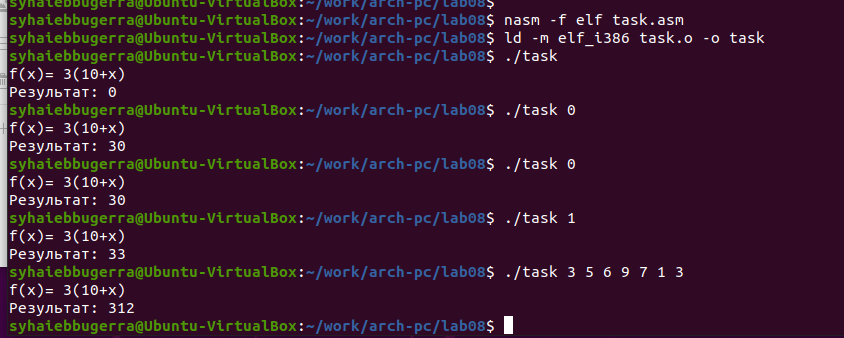 syhaiebbugerra@Ubuntu-VirtualBox:~/work/arch-pc/lab08$
syhaiebbugerra@Ubuntu-VirtualBox:~/work/arch-pc/lab08$ nasm -f elf task.asm
syhaiebbugerra@Ubuntu-VirtualBox:~/work/arch-pc/lab08$ ld -m elf_i386 task.o -o task
syhaiebbugerra@Ubuntu-VirtualBox:~/work/arch-pc/lab08$ ./task
f(x)= 3(10+x)
Результат: 0
syhaiebbugerra@Ubuntu-VirtualBox:~/work/arch-pc/lab08$ ./task 0
f(x)= 3(10+x)
Результат: 30
syhaiebbugerra@Ubuntu-VirtualBox:~/work/arch-pc/lab08$ ./task 0
f(x)= 3(10+x)
Результат: 30
syhaiebbugerra@Ubuntu-VirtualBox:~/work/arch-pc/lab08$ ./task 1
f(x)= 3(10+x)
Результат: 33
syhaiebbugerra@Ubuntu-VirtualBox:~/work/arch-pc/lab08$ ./task 3 5 6 9 7 1 3
f(x)= 3(10+x)
Результат: 312
syhaiebbugerra@Ubuntu-VirtualBox:~/work/arch-pc/lab08$